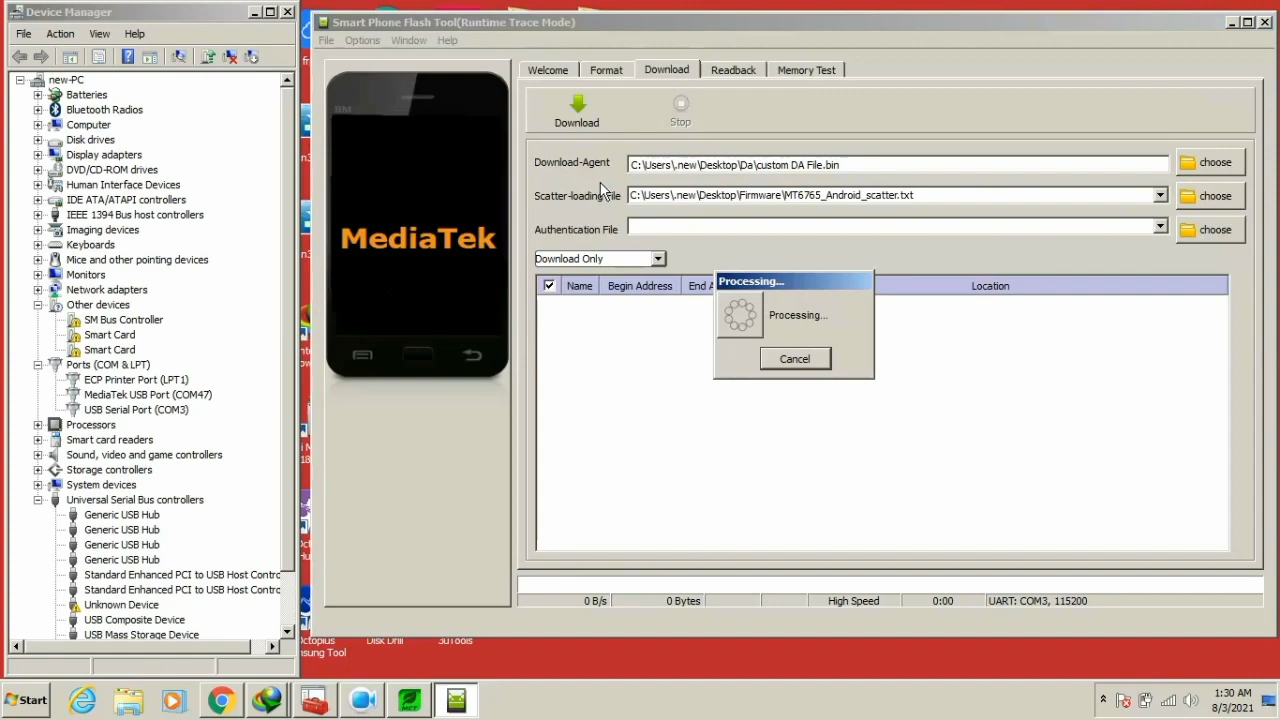 Device Manager
File Action View Help
new-PC
Batteries
Bluetooth Radios
Computer
Disk drives
Display adapters
DVD/CD-ROM drives
Human Interface Devices
IDE ATA/ATAPI controllers
IEEE 1394 Bus host controllers
Imaging devices
Keyboards
Mice and other pointing devices
Monitors
Network adapters
Other devices
SM Bus Controller
Smart Card
Smart Card
Ports (COM & LPT)
ECP Printer Port (LPT1)
MediaTek USB Port (COM47)
USB Serial Port (COM3)
Processors
Smart card readers
Sound, video and game controllers
Storage controllers
System devices
Universal Serial Bus controllers
Generic USB Hub
Generic USB Hub
Generic USB Hub
Generic USB Hub
Standard Enhanced PCI to USB Host Contro
Standard Enhanced PCI to USB Host Contro
Unknown Device
USB Composite Device
USB Mass Storage Device
Smart Phone Flash Tool(Runtime Trace Mode)
File Options Window Help
BM
MediaTek
Welcome Format Download Readback Memory Test
Download Stop
Download-Agent C:\Users\.new\Desktop\Da\custom DA File.bin choose
Scatter-loading File C:\Users\.new\Desktop\Firmware\MT6765_Android_scatter.txt choose
Authentication File choose
Download Only
Name Begin Address End A Location
Processing...
Processing...
Cancel
0 B/s 0 Bytes High Speed 0:00 UART: COM3, 115200
Octopius Disk Drill 3uTools
nsung Tool
Start MCT 1:30 AM
8/3/2021